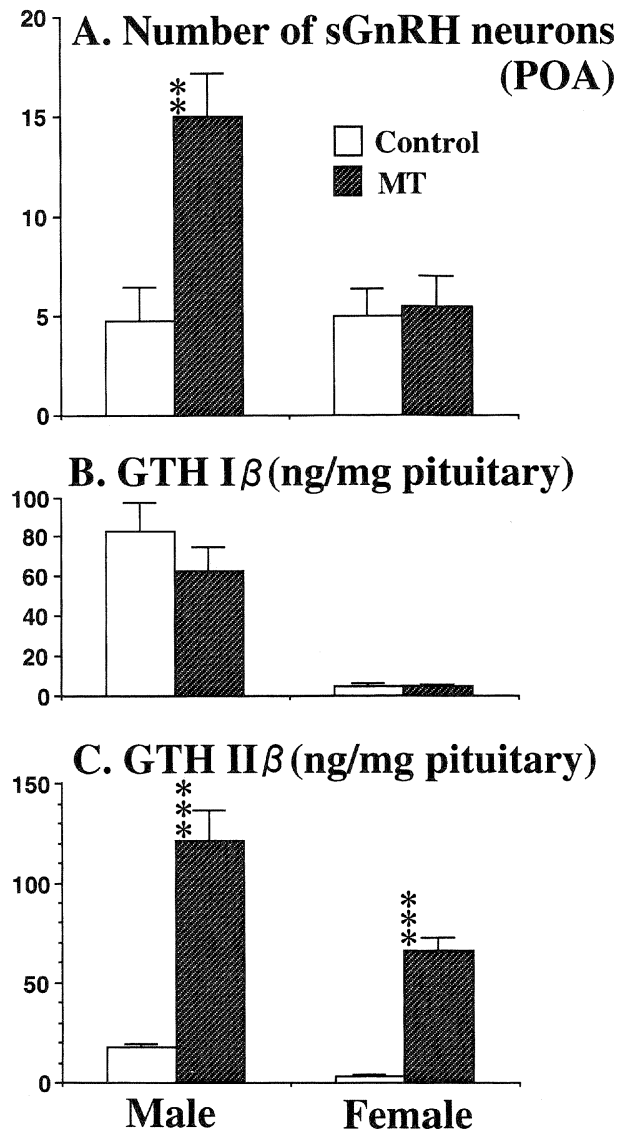 A. Number of sGnRH neurons
(POA)
20
15
10
5
0
**
Control
MT
B. GTH Iβ(ng/mg pituitary)
100
80
60
40
20
0
C. GTH IIβ(ng/mg pituitary)
150
100
50
0
***
***
Male Female